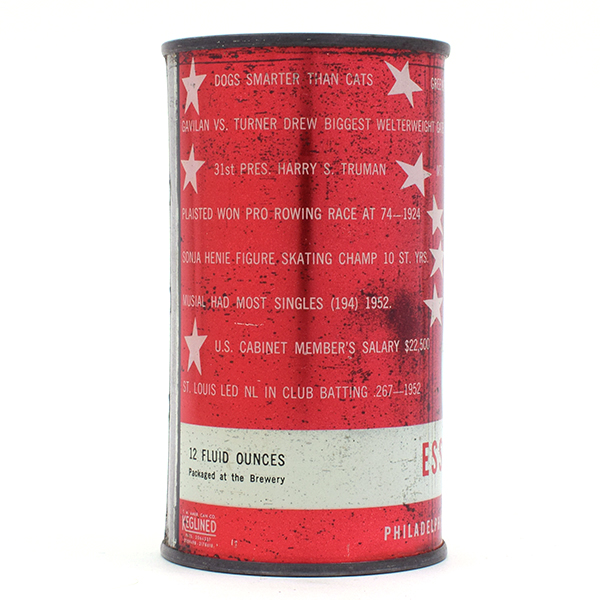 DOGS SMARTER THAN CATS GREEN
GAVILAN VS. TURNER DREW BIGGEST WELTERWEIGHT
31st PRES. HARRY S. TRUMAN
PLAISTED WON PRO ROWING RACE AT 74—1924
SONJA HENIE FIGURE SKATING CHAMP 10 ST. YRS.
MUSIAL HAD MOST SINGLES (194) 1952.
U.S. CABINET MEMBER'S SALARY $22,500
ST. LOUIS LED NL IN CLUB BATTING .267—1952
12 FLUID OUNCES
Packaged at the Brewery
ESS
KEGLINED
PHILADELPH